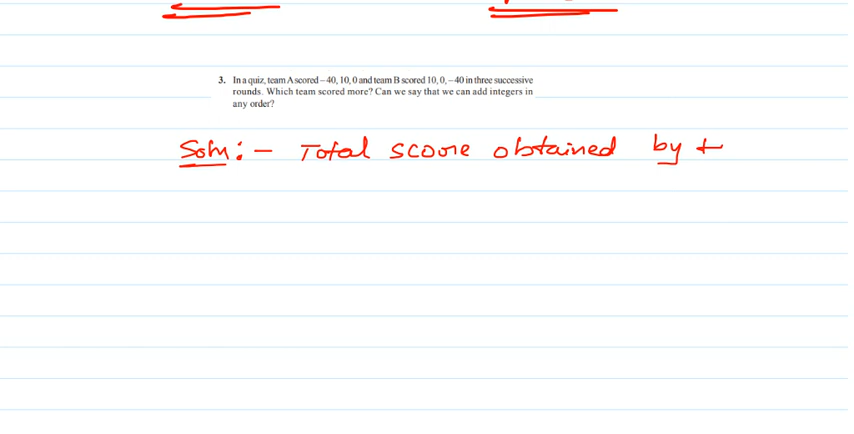 3. In a quiz, team A scored – 40, 10, 0 and team B scored 10, 0, – 40 in three successive
rounds. Which team scored more? Can we say that we can add integers in
any order?
Soln :- Total score obtained by t